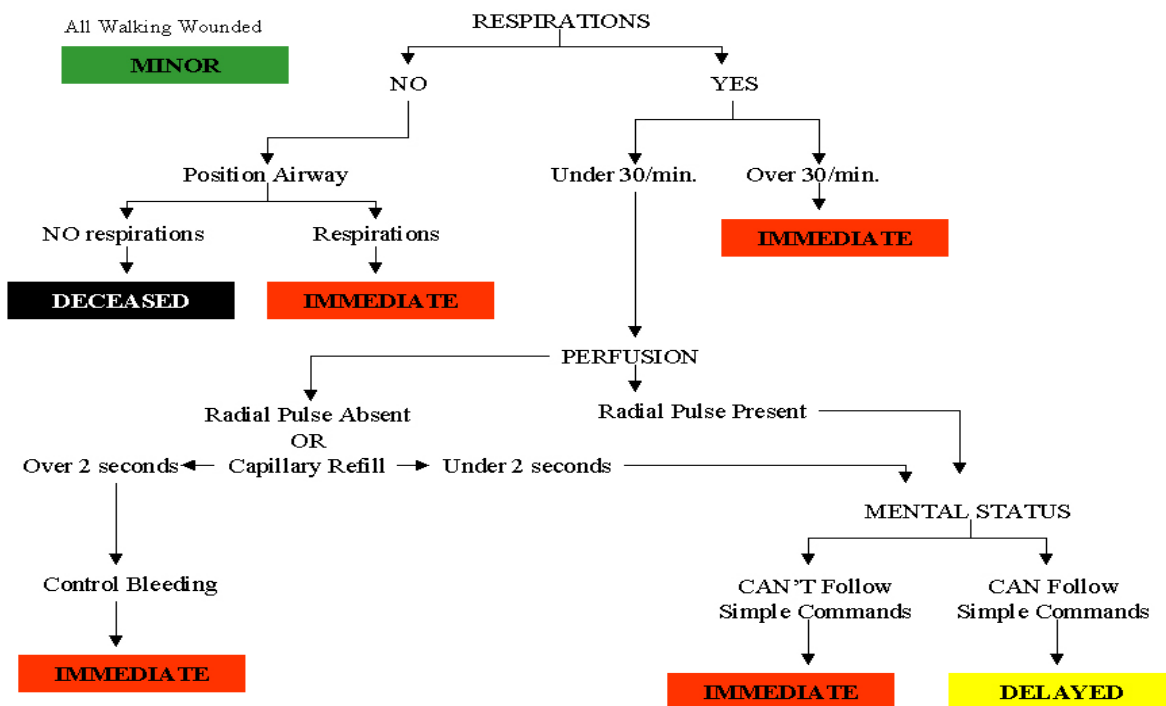 All Walking Wounded
MINOR
RESPIRATIONS
NO
YES
Position Airway
Under 30/min.
Over 30/min.
NO respirations
Respirations
IMMEDIATE
DECEASED
IMMEDIATE
PERFUSION
Radial Pulse Absent
OR
Radial Pulse Present
Over 2 seconds
Capillary Refill
Under 2 seconds
MENTAL STATUS
Control Bleeding
CAN'T Follow
Simple Commands
CAN Follow
Simple Commands
IMMEDIATE
IMMEDIATE
DELAYED